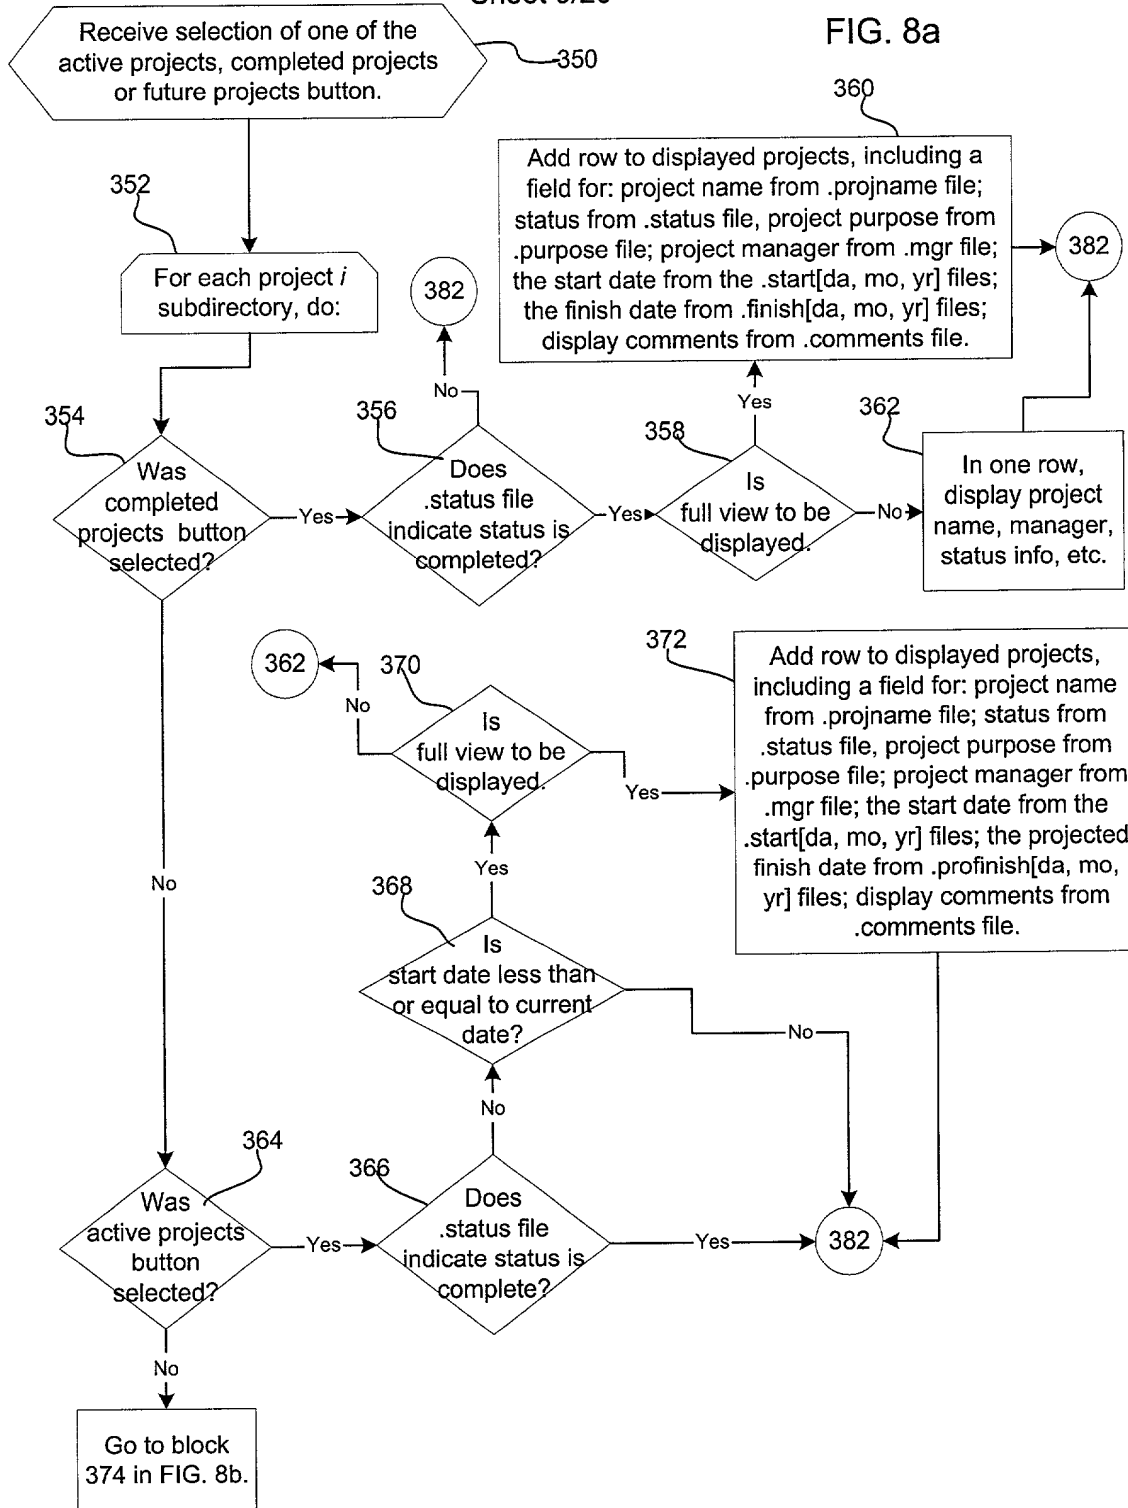 Sheet 9/20
FIG. 8a
Receive selection of one of the
active projects, completed projects
or future projects button.
350
352
For each project i
subdirectory, do:
360
Add row to displayed projects, including a
field for: project name from .projname file;
status from .status file, project purpose from
.purpose file; project manager from .mgr file;
the start date from the .start[da, mo, yr] files;
the finish date from .finish[da, mo, yr] files;
display comments from .comments file.
382
382
No
Yes
354
Was
completed
projects button
selected?
Yes
356
Does
.status file
indicate status is
completed?
Yes
358
Is
full view to be
displayed.
No
362
In one row,
display project
name, manager,
status info, etc.
362
No
370
Is
full view to be
displayed.
Yes
372
Add row to displayed projects,
including a field for: project name
from .projname file; status from
.status file, project purpose from
.purpose file; project manager from
.mgr file; the start date from the
.start[da, mo, yr] files; the projected
finish date from .profinish[da, mo,
yr] files; display comments from
.comments file.
No
Yes
368
Is
start date less than
or equal to current
date?
No
No
364
Was
active projects
button
selected?
Yes
366
Does
.status file
indicate status is
complete?
Yes
382
No
Go to block
374 in FIG. 8b.